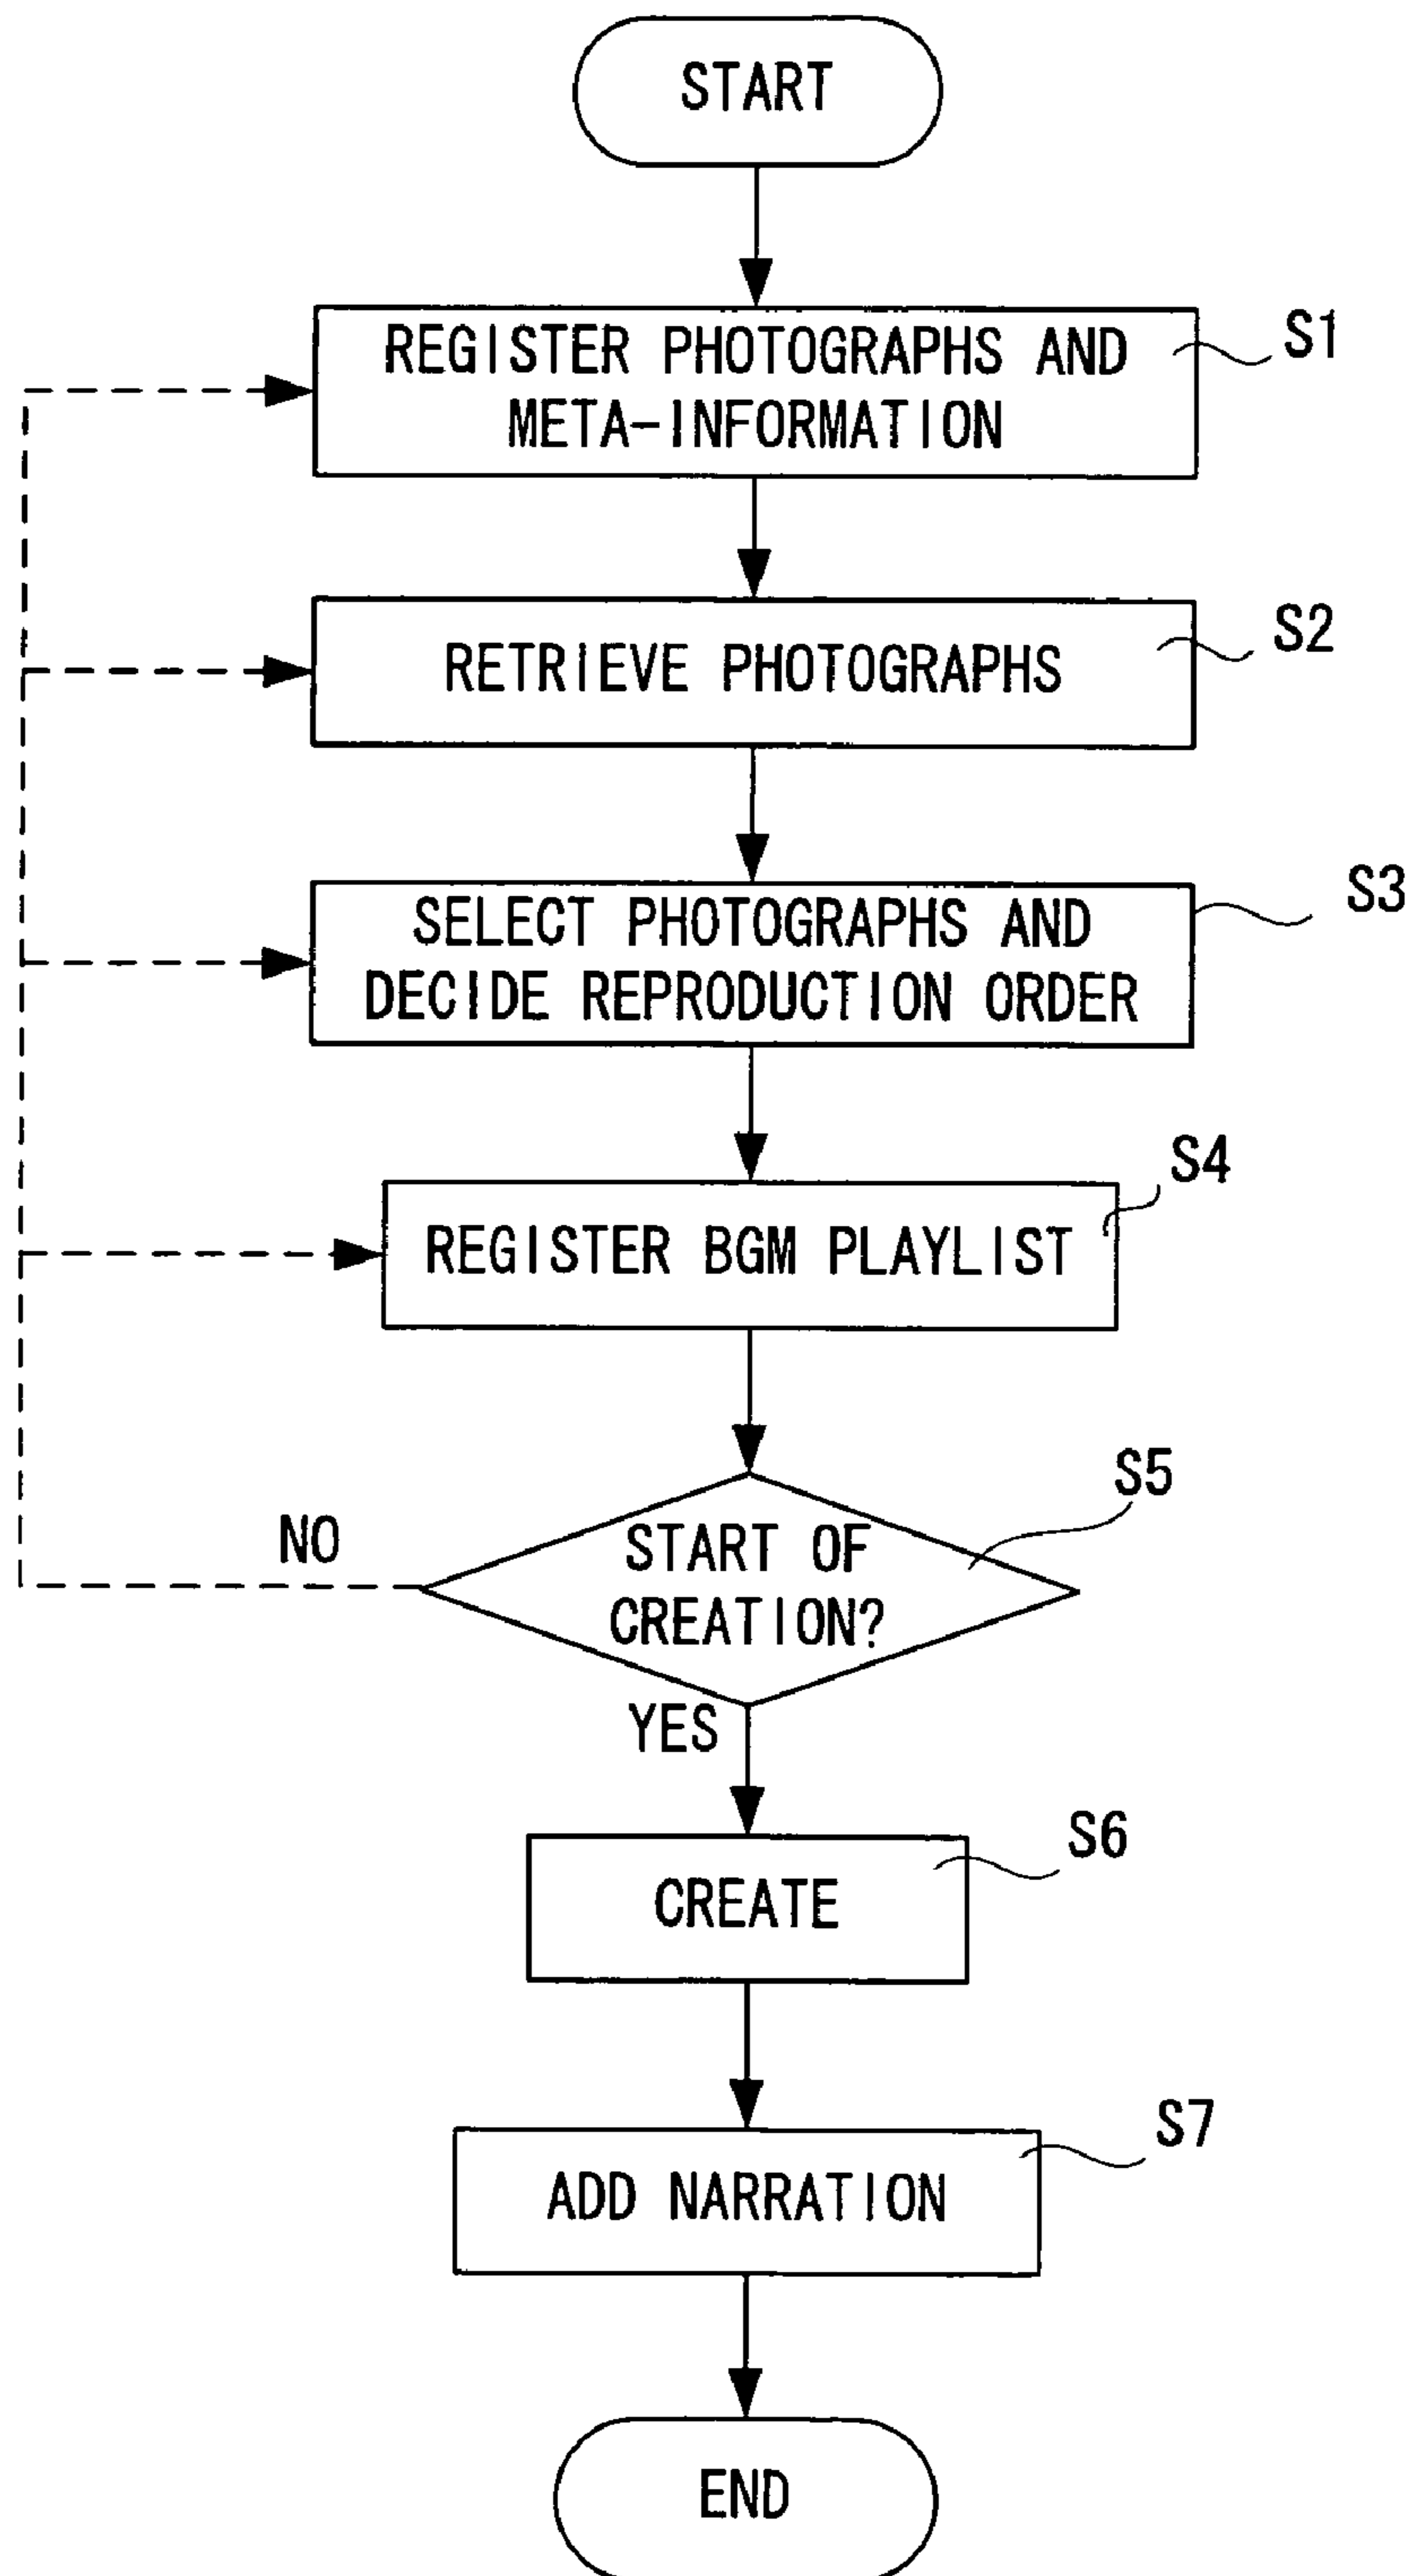 START
REGISTER PHOTOGRAPHS AND
META-INFORMATION
S1
RETRIEVE PHOTOGRAPHS
S2
SELECT PHOTOGRAPHS AND
DECIDE REPRODUCTION ORDER
S3
REGISTER BGM PLAYLIST
S4
START OF
CREATION?
S5
NO
YES
CREATE
S6
ADD NARRATION
S7
END